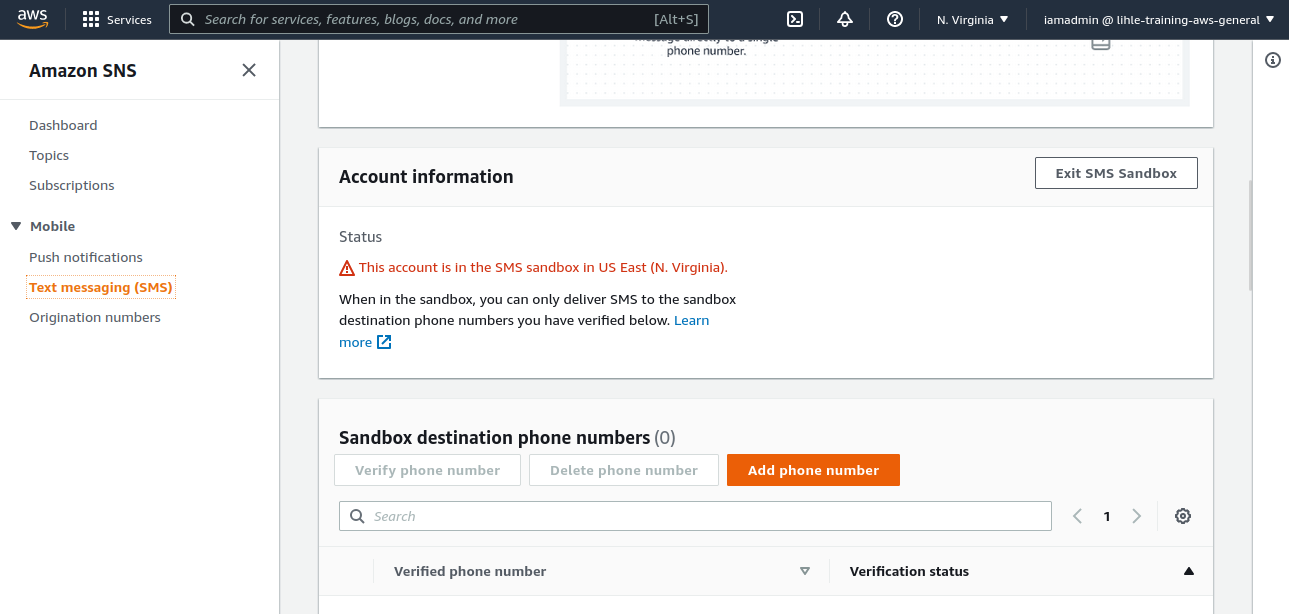 aws
Services
Search for services, features, blogs, docs, and more
[Alt+S]
N. Virginia
iamadmin @ lihle-training-aws-general
Amazon SNS
Dashboard
Topics
Subscriptions
Mobile
Push notifications
Text messaging (SMS)
Origination numbers
message directly to a single
phone number.
Account information
Exit SMS Sandbox
Status
This account is in the SMS sandbox in US East (N. Virginia).
When in the sandbox, you can only deliver SMS to the sandbox
destination phone numbers you have verified below. Learn
more
Sandbox destination phone numbers (0)
Verify phone number
Delete phone number
Add phone number
Search
1
Verified phone number
Verification status